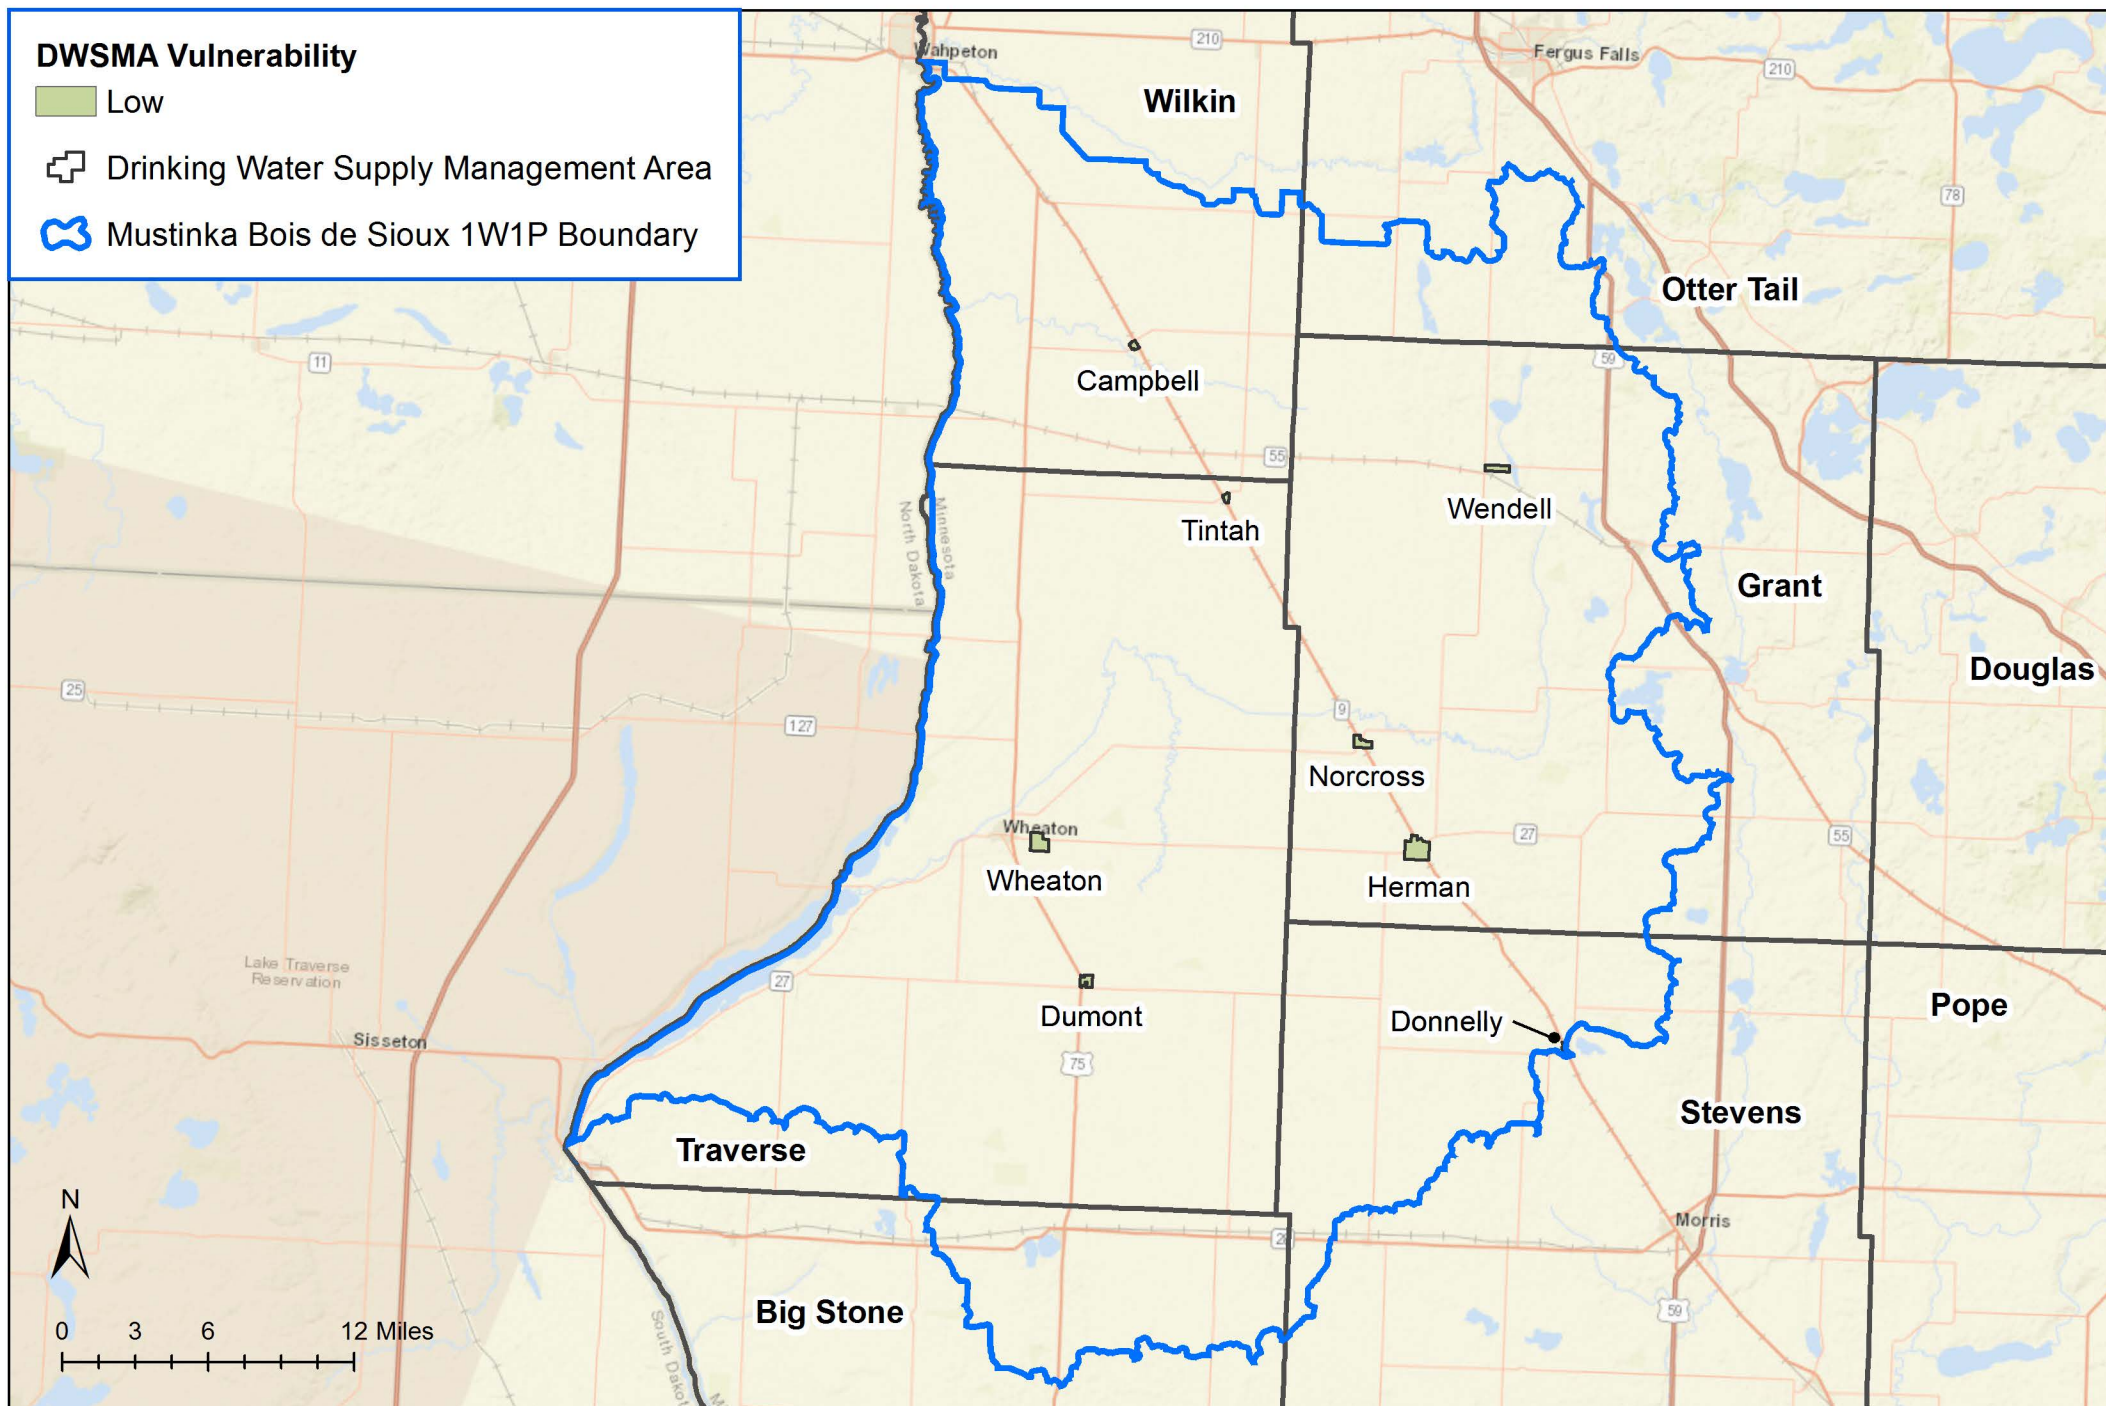 DWSMA Vulnerability
Low
Drinking Water Supply Management Area
Mustinka Bois de Sioux 1W1P Boundary
Wahpeton
210
Fergus Falls
210
Wilkin
78
Otter Tail
11
59
Campbell
55
Wendell
Tintah
Minnesota
North Dakota
Grant
Douglas
25
127
9
Norcross
Wheaton
27
55
Wheaton
Herman
Lake Traverse
Reservation
27
Dumont
Donnelly
Pope
Sisseton
75
Stevens
Traverse
N
Morris
Big Stone
59
0 3 6 12 Miles
South Dakot